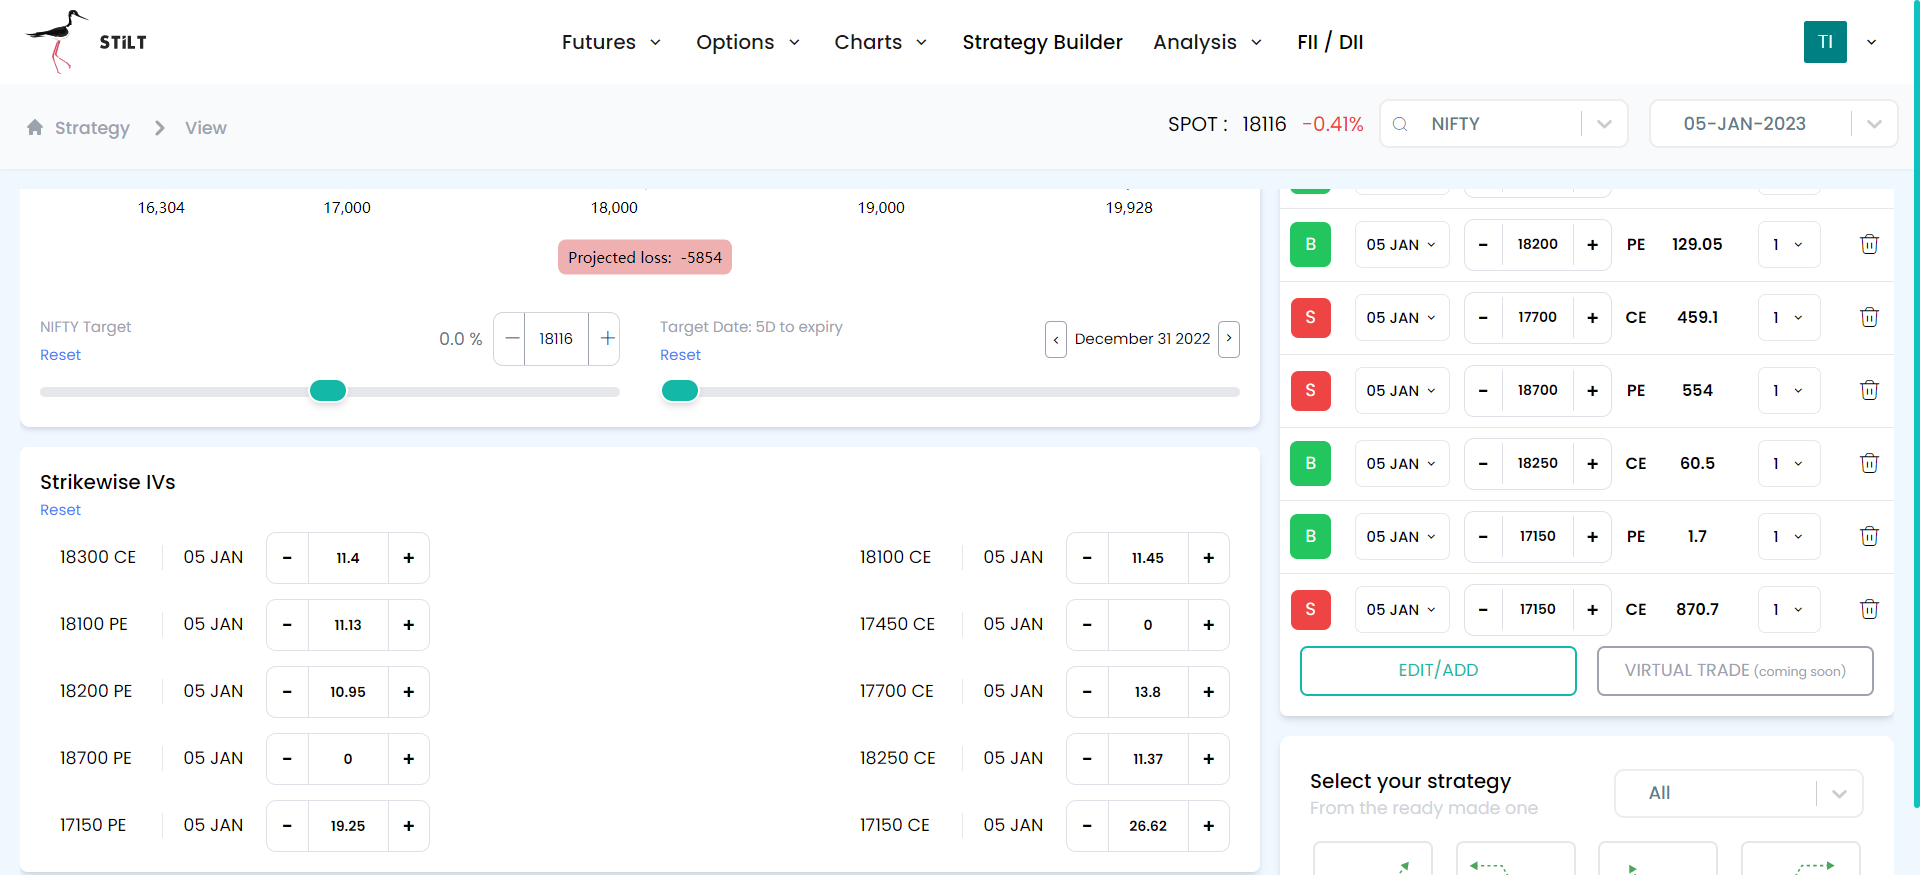 STiLT
Futures Options Charts Strategy Builder Analysis FII / DII
TI
Strategy View
SPOT : 18116 -0.41% NIFTY 05-JAN-2023
16,304 17,000 18,000 19,000 19,928
Projected loss: -5854
NIFTY Target
Reset
0.0 % - 18116 +
Target Date: 5D to expiry
Reset
< December 31 2022 >
Strikewise IVs
Reset
18300 CE 05 JAN - 11.4 +
18100 CE 05 JAN - 11.45 +
18100 PE 05 JAN - 11.13 +
17450 CE 05 JAN - 0 +
18200 PE 05 JAN - 10.95 +
17700 CE 05 JAN - 13.8 +
18700 PE 05 JAN - 0 +
18250 CE 05 JAN - 11.37 +
17150 PE 05 JAN - 19.25 +
17150 CE 05 JAN - 26.62 +
B 05 JAN - 18200 + PE 129.05 1
S 05 JAN - 17700 + CE 459.1 1
S 05 JAN - 18700 + PE 554 1
B 05 JAN - 18250 + CE 60.5 1
B 05 JAN - 17150 + PE 1.7 1
S 05 JAN - 17150 + CE 870.7 1
EDIT/ADD
VIRTUAL TRADE (coming soon)
Select your strategy
From the ready made one
All